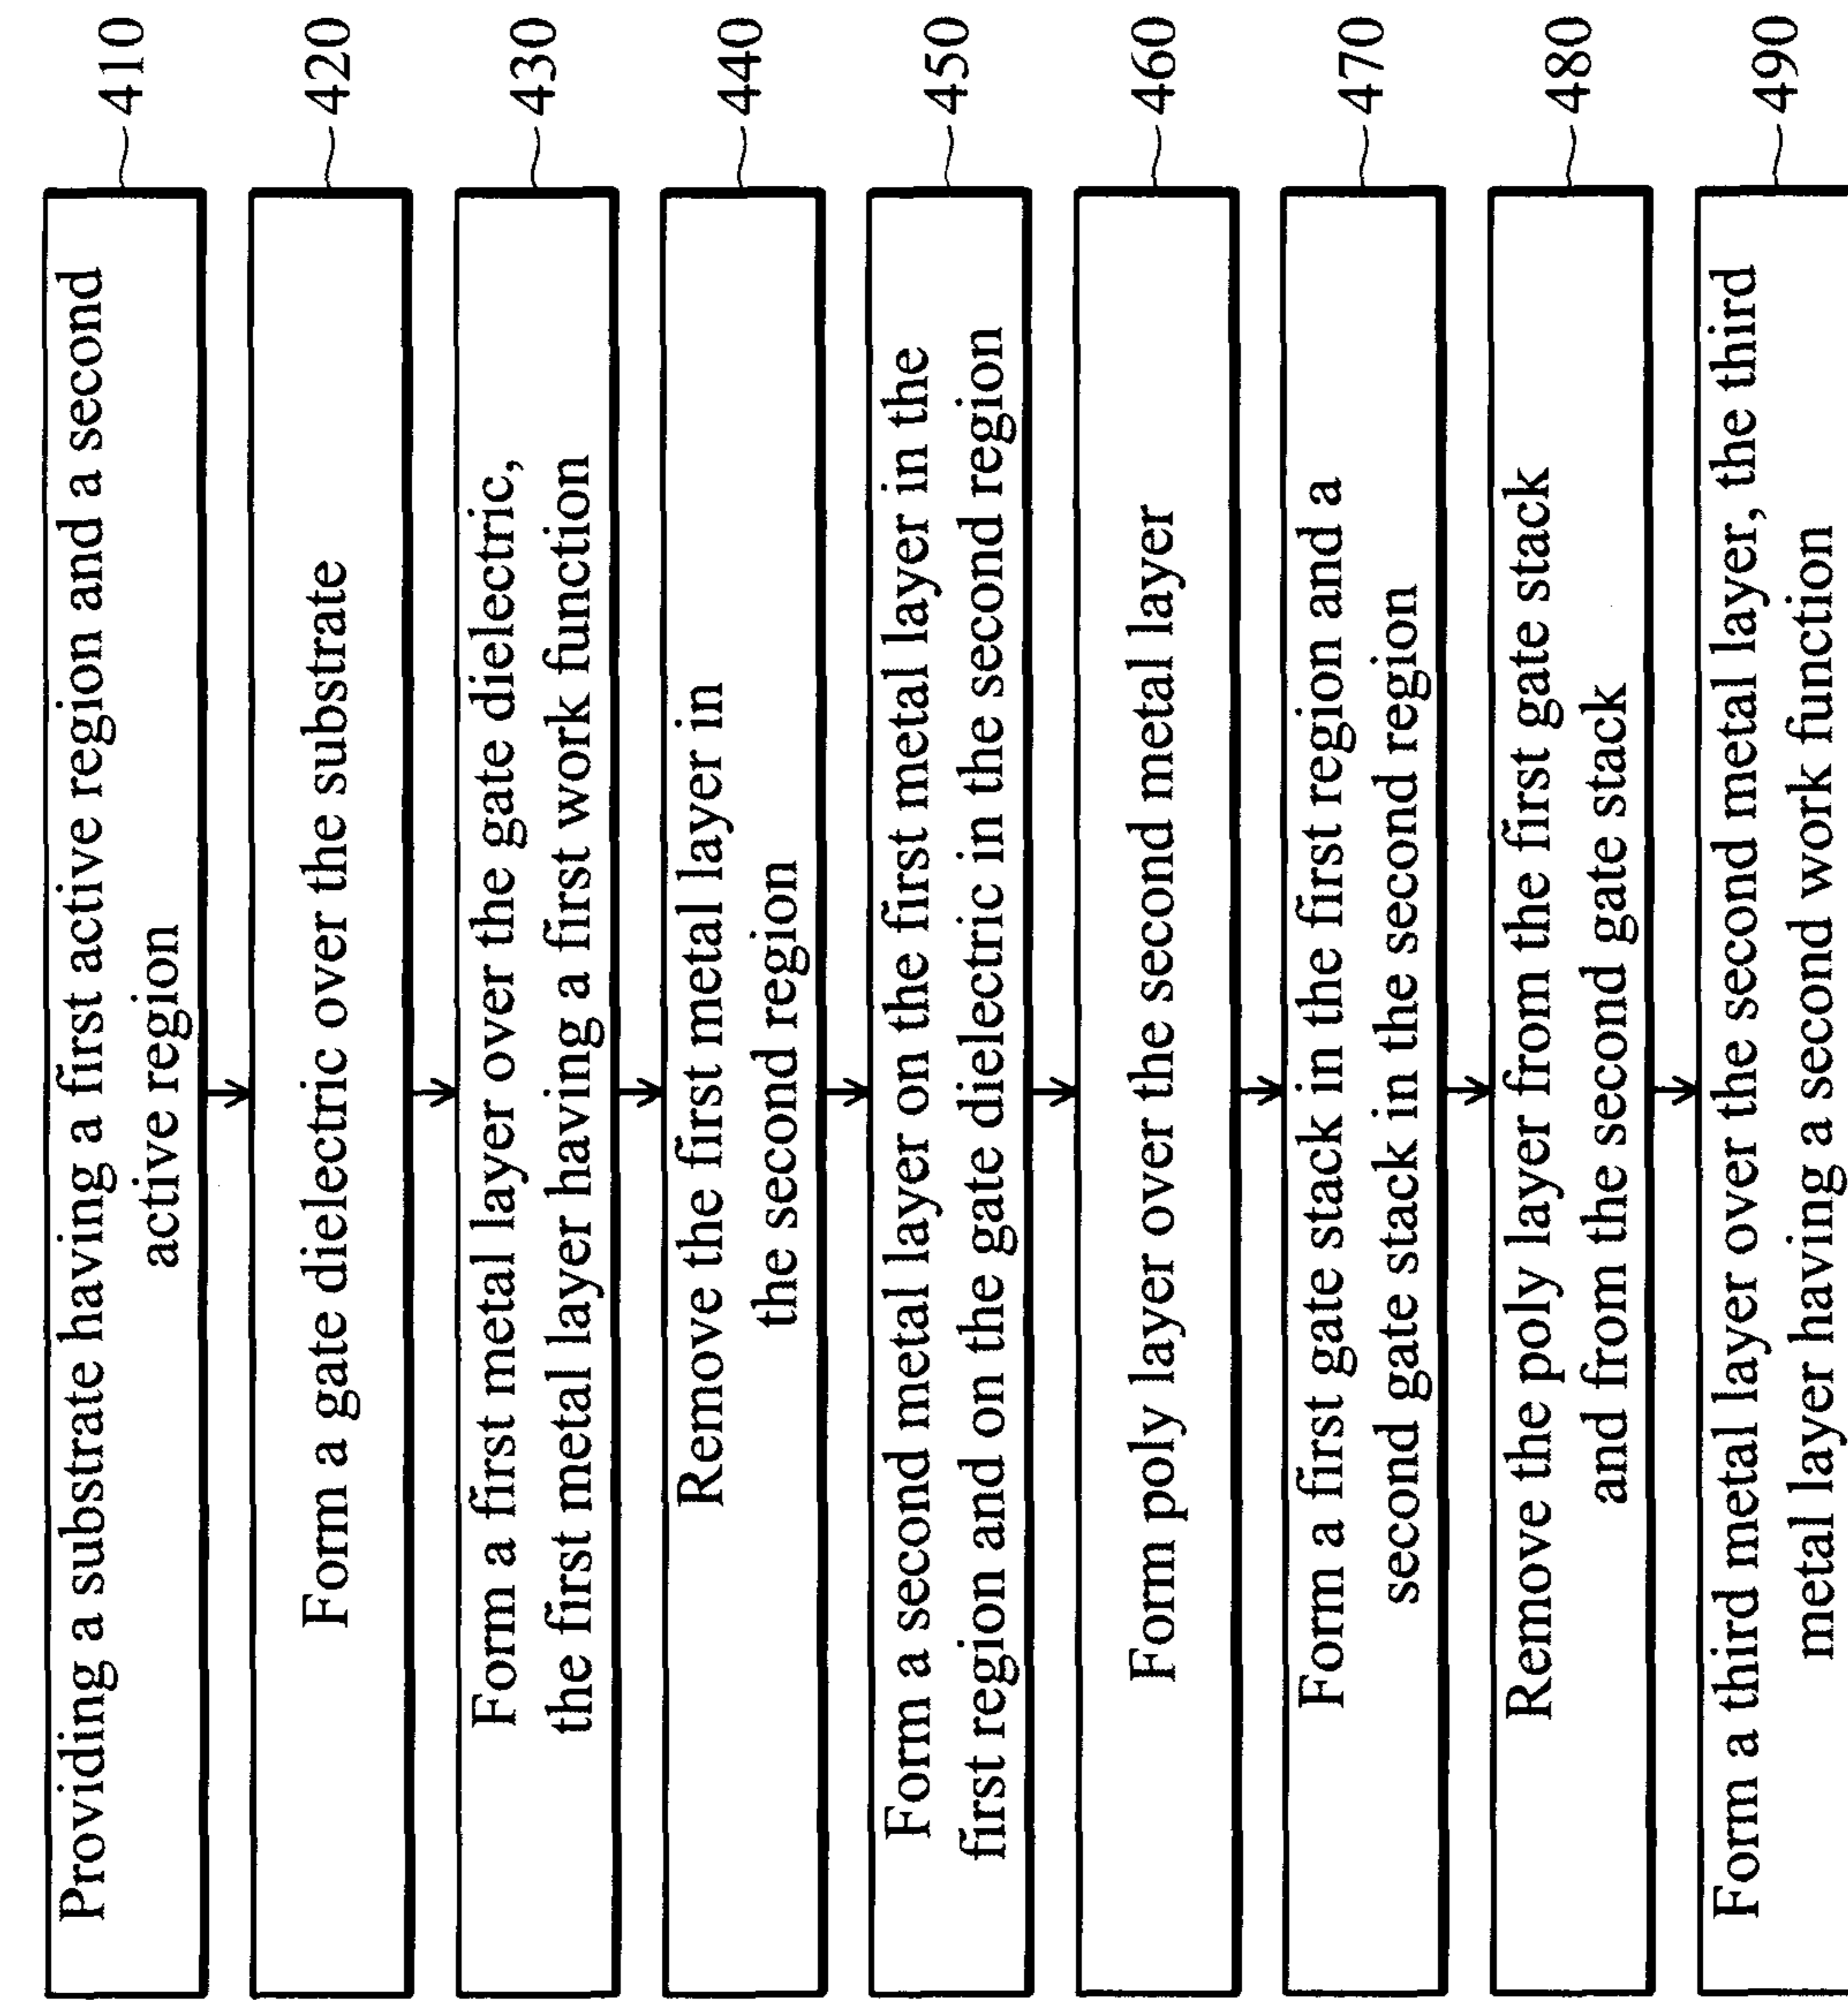 Providing a substrate having a first active region and a second
active region
410
Form a gate dielectric over the substrate
420
Form a first metal layer over the gate dielectric,
the first metal layer having a first work function
430
Remove the first metal layer in
the second region
440
Form a second metal layer on the first metal layer in the
first region and on the gate dielectric in the second region
450
Form poly layer over the second metal layer
460
Form a first gate stack in the first region and a
second gate stack in the second region
470
Remove the poly layer from the first gate stack
and from the second gate stack
480
Form a third metal layer over the second metal layer, the third
metal layer having a second work function
490